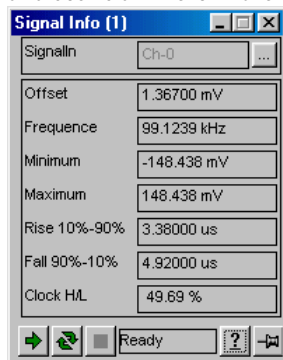 Signal Info (1)
SignalIn Ch-0 ...
Offset 1.36700 mV
Frequence 99.1239 kHz
Minimum -148.438 mV
Maximum 148.438 mV
Rise 10%-90% 3.38000 us
Fall 90%-10% 4.92000 us
Clock H/L 49.69 %
Ready ?